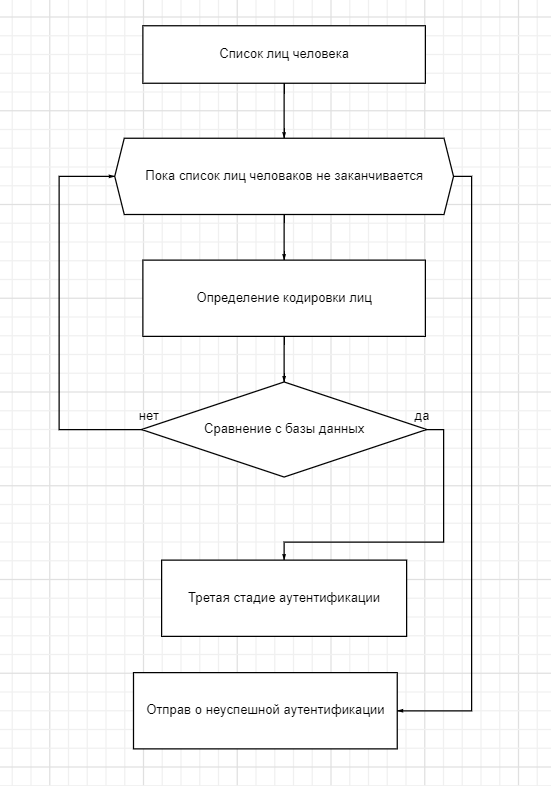 Список лиц человека
Пока список лиц човаков не заканчивается
Определение кодировки лиц
нет
да
Сравнение с базы данных
Третая стадие аутентификации
Отправ о неуспешной аутентификации